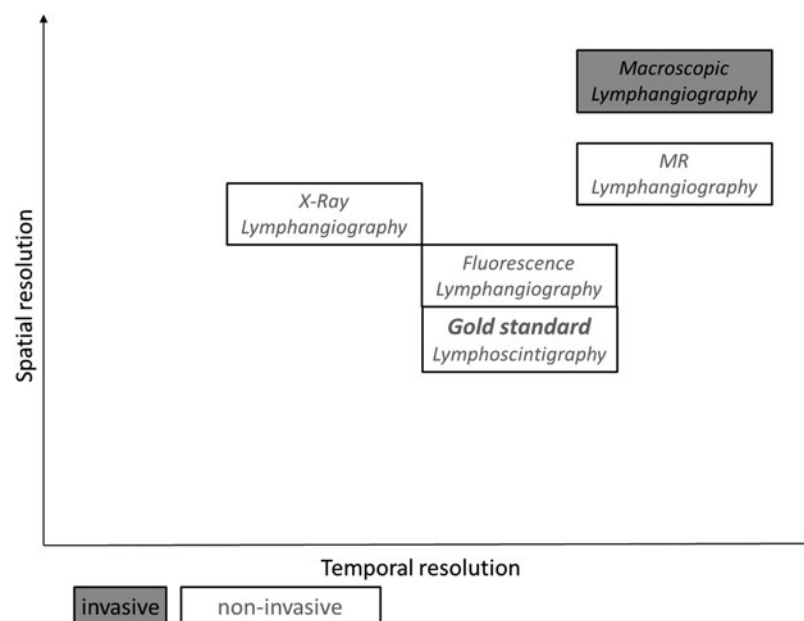 Macroscopic
Lymphangiography
MR
Lymphangiography
X-Ray
Lymphangiography
Fluorescence
Lymphangiography
Gold standard
Lymphoscintigraphy
Spatial resolution
Temporal resolution
invasive
non-invasive